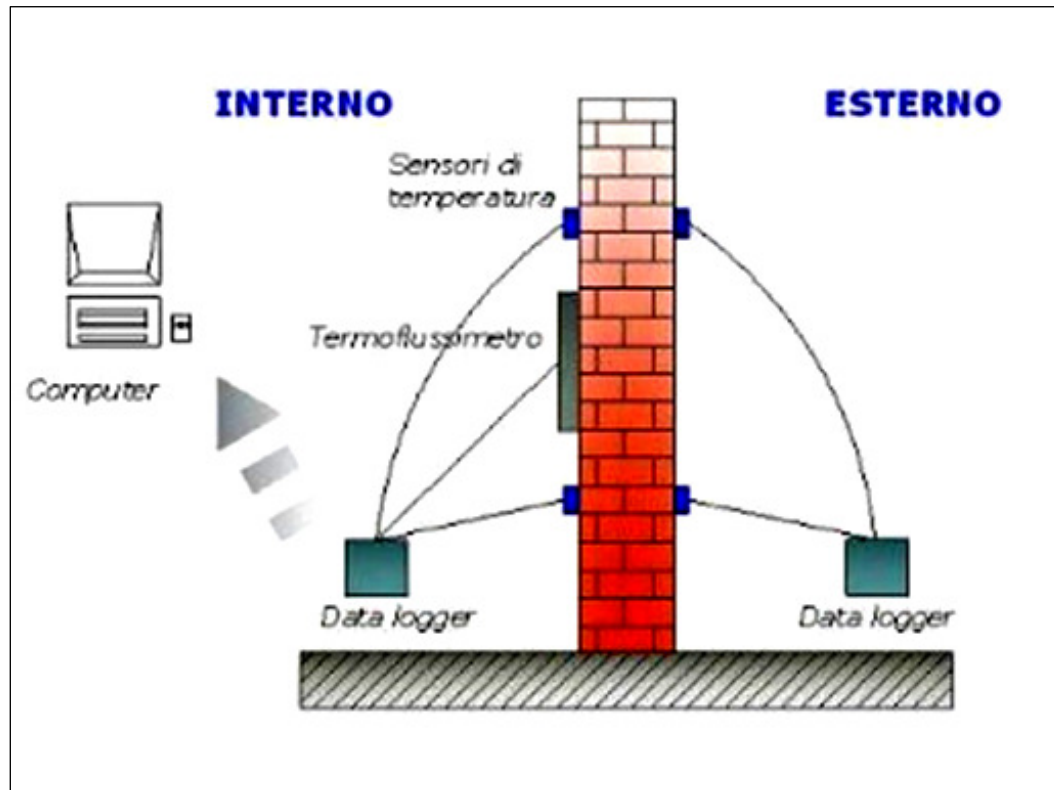 INTERNO
ESTERNO
Sensori di
temperatura
Termoflussimetro
Computer
Data logger
Data logger